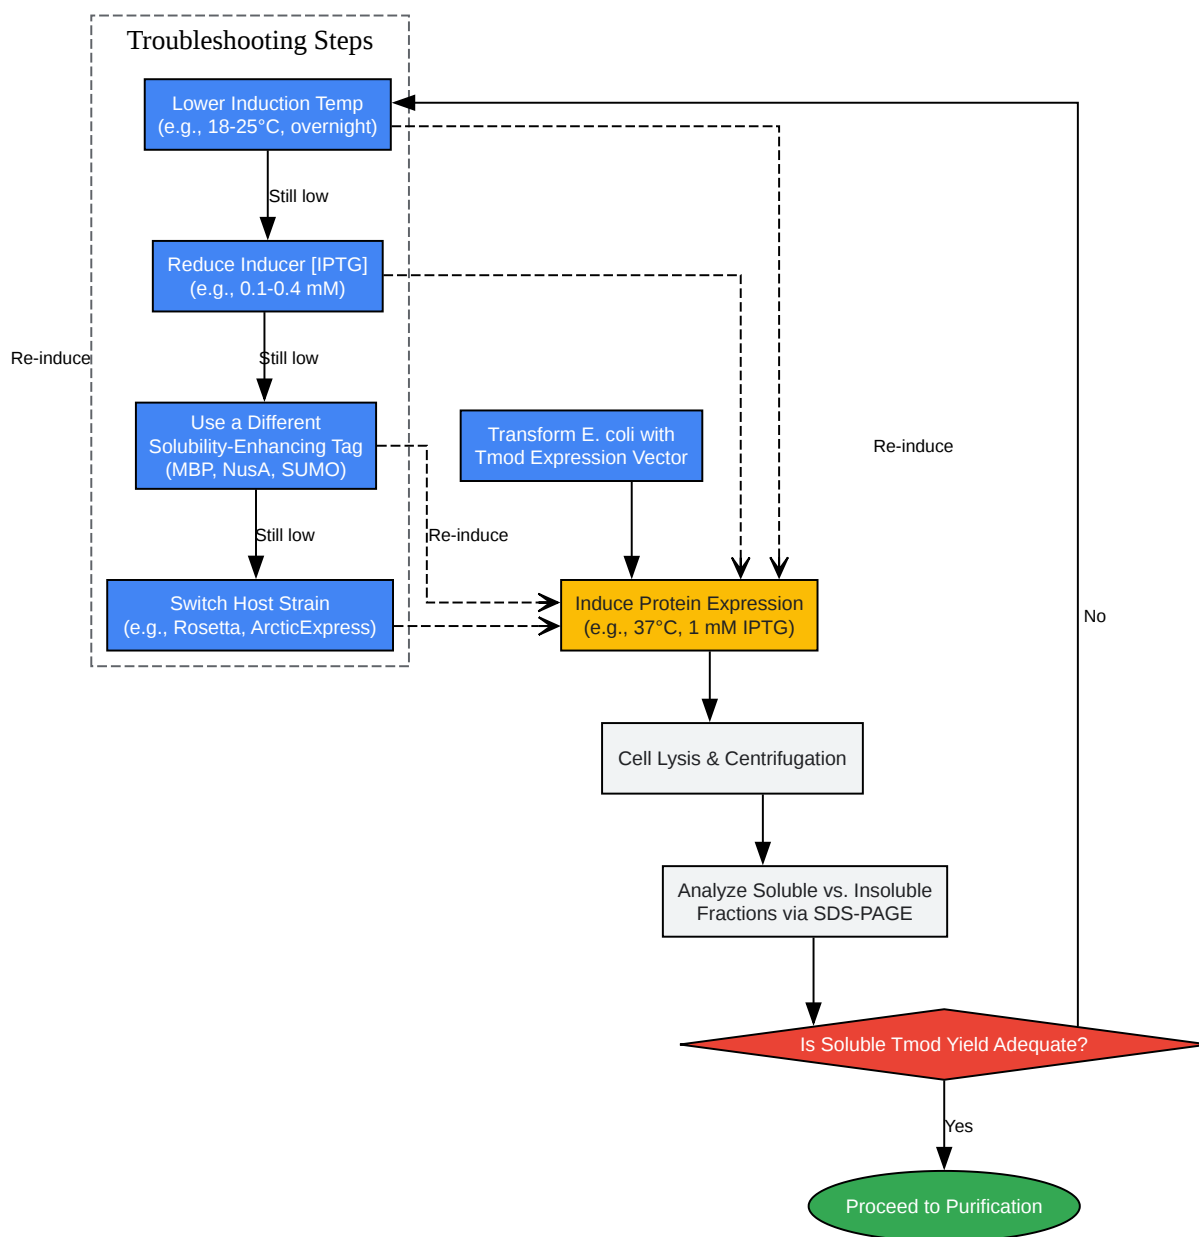 Troubleshooting Steps
Lower Induction Temp
(e.g., 18-25°C, overnight)
Still low
Reduce Inducer [IPTG]
(e.g., 0.1-0.4 mM)
Re-induce
Still low
Use a Different
Solubility-Enhancing Tag
(MBP, NusA, SUMO)
Transform E. coli with
Tmod Expression Vector
Re-induce
Still low
Re-induce
Switch Host Strain
(e.g., Rosetta, ArcticExpress)
Induce Protein Expression
(e.g., 37°C, 1 mM IPTG)
No
Cell Lysis & Centrifugation
Analyze Soluble vs. Insoluble
Fractions via SDS-PAGE
Is Soluble Tmod Yield Adequate?
Yes
Proceed to Purification